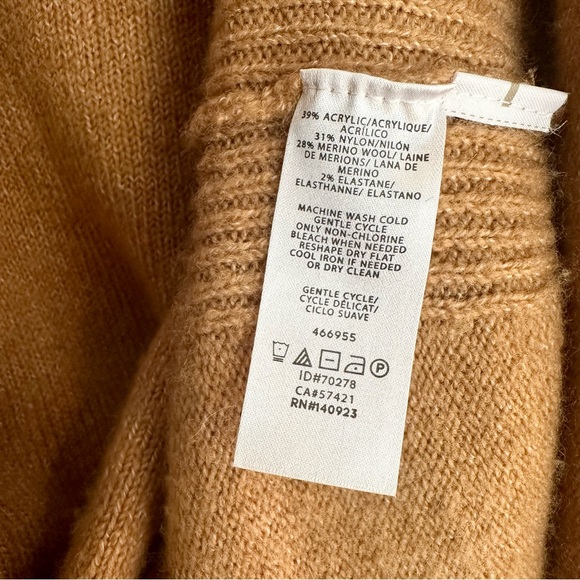 39% ACRYLIC/ACRYLIQUE/
ACRÍLICO
31% NYLON/NILÓN
28% MERINO WOOL/ LAINE
DE MERIONS/ LANA DE
MERINO
2% ELASTANE/
ELASTHANNE/ ELASTANO
MACHINE WASH COLD
GENTLE CYCLE
ONLY NON-CHLORINE
BLEACH WHEN NEEDED
RESHAPE DRY FLAT
COOL IRON IF NEEDED
OR DRY CLEAN
GENTLE CYCLE/
CYCLE DÉLICAT/
CICLO SUAVE
466955
P
ID#70278
CA#57421
RN#140923